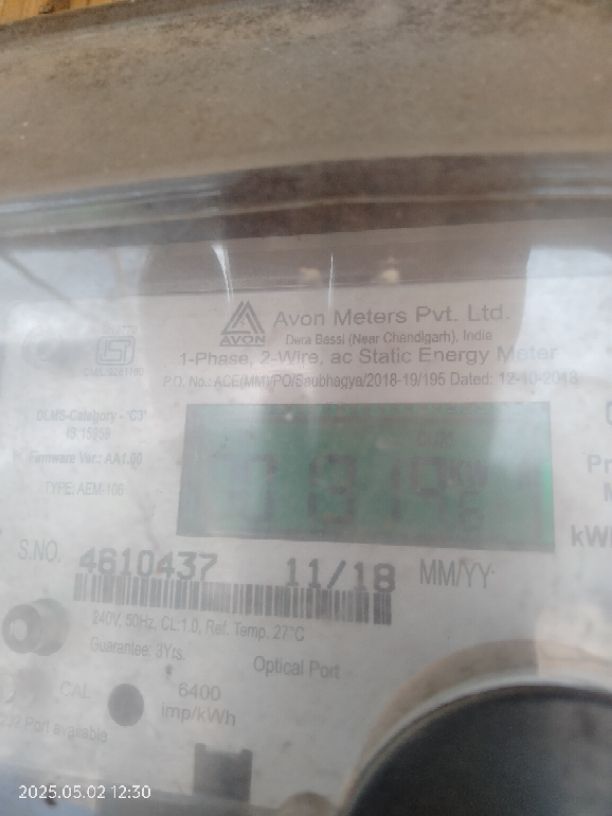 AVON
Avon Meters Pvt. Ltd.
Dera Bassi (Near Chandigarh), India
1-Phase, 2-Wire, ac Static Energy Meter
P.O. No.: ACE(MM)/PO/Saubhagya/2018-19/195 Dated: 12-10-2018
DLMS-Category - 'C3'
IS 15959
Firmware Ver.: AA1.00
TYPE: AEM-106
kW
S.NO. 4610437 11/18 MM/YY
240V, 50Hz, CL:1.0, Ref. Temp. 27°C
Guarantee: 3Yrs.
Optical Port
CAL
6400
imp/kWh
Port available
2025.05.02 12:30